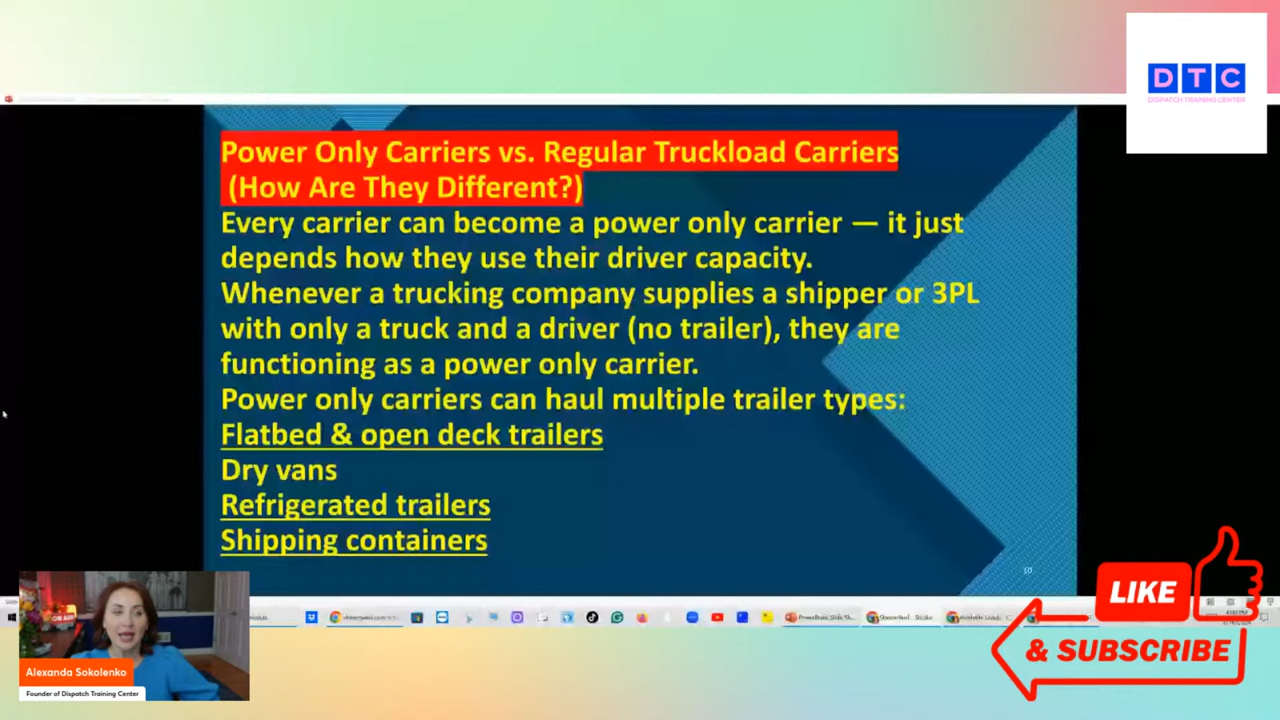 DTC
DISPATCH TRAINING CENTER
Power Only Carriers vs. Regular Truckload Carriers
(How Are They Different?)
Every carrier can become a power only carrier — it just
depends how they use their driver capacity.
Whenever a trucking company supplies a shipper or 3PL
with only a truck and a driver (no trailer), they are
functioning as a power only carrier.
Power only carriers can haul multiple trailer types:
Flatbed & open deck trailers
Dry vans
Refrigerated trailers
Shipping containers
10
ON AIR
LIKE
& SUBSCRIBE
Alexanda Sokolenko
Founder of Dispatch Training Center